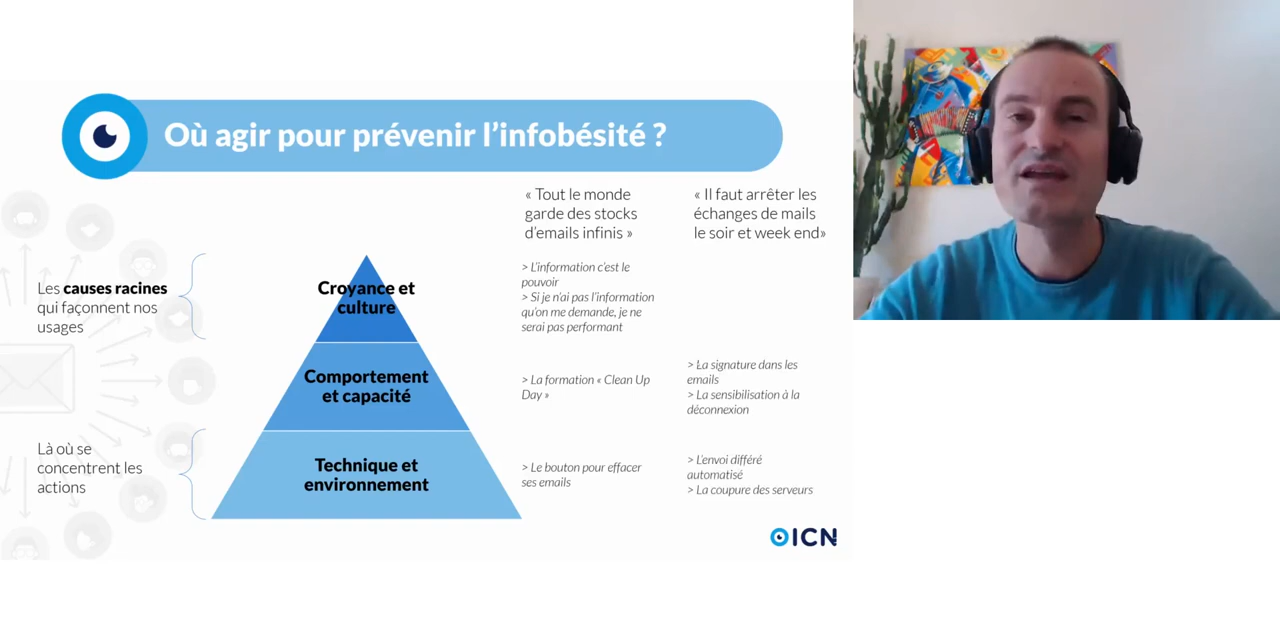 Où agir pour prévenir l’infobésité ?
« Tout le monde
garde des stocks
d’emails infinis »
« Il faut arrêter les
échanges de mails
le soir et week end»
Les causes racines
qui façonnent nos
usages
Croyance et
culture
> L’information c’est le
pouvoir
> Si je n’ai pas l’information
qu’on me demande, je ne
serai pas performant
Comportement
et capacité
> La formation « Clean Up
Day »
> La signature dans les
emails
> La sensibilisation à la
déconnexion
Là où se
concentrent les
actions
Technique et
environnement
> Le bouton pour effacer
ses emails
> L’envoi différé
automatisé
> La coupure des serveurs
OICN